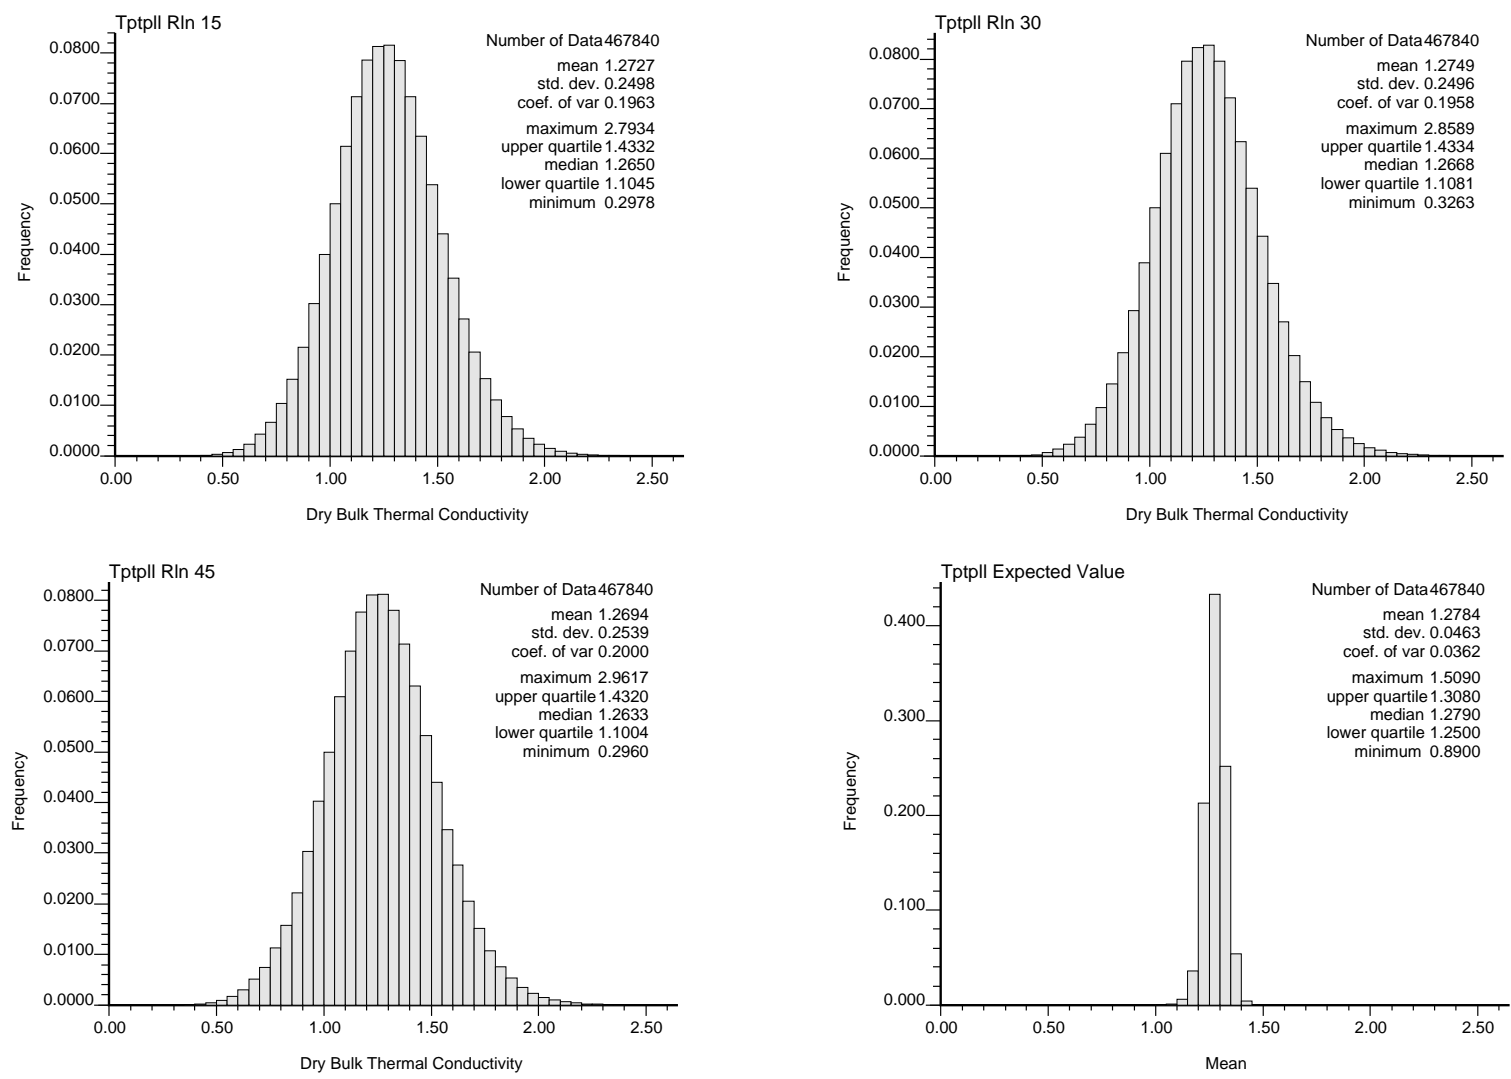 Tptpll Rln 15
Number of Data 467840
mean 1.2727
std. dev. 0.2498
coef. of var 0.1963
maximum 2.7934
upper quartile 1.4332
median 1.2650
lower quartile 1.1045
minimum 0.2978
Frequency
0.0800
0.0700
0.0600
0.0500
0.0400
0.0300
0.0200
0.0100
0.0000
0.00 0.50 1.00 1.50 2.00 2.50
Dry Bulk Thermal Conductivity
Tptpll Rln 30
Number of Data 467840
mean 1.2749
std. dev. 0.2496
coef. of var 0.1958
maximum 2.8589
upper quartile 1.4334
median 1.2668
lower quartile 1.1081
minimum 0.3263
Frequency
0.0800
0.0700
0.0600
0.0500
0.0400
0.0300
0.0200
0.0100
0.0000
0.00 0.50 1.00 1.50 2.00 2.50
Dry Bulk Thermal Conductivity
Tptpll Rln 45
Number of Data 467840
mean 1.2694
std. dev. 0.2539
coef. of var 0.2000
maximum 2.9617
upper quartile 1.4320
median 1.2633
lower quartile 1.1004
minimum 0.2960
Frequency
0.0800
0.0700
0.0600
0.0500
0.0400
0.0300
0.0200
0.0100
0.0000
0.00 0.50 1.00 1.50 2.00 2.50
Dry Bulk Thermal Conductivity
Tptpll Expected Value
Number of Data 467840
mean 1.2784
std. dev. 0.0463
coef. of var 0.0362
maximum 1.5090
upper quartile 1.3080
median 1.2790
lower quartile 1.2500
minimum 0.8900
Frequency
0.400
0.300
0.200
0.100
0.000
0.00 0.50 1.00 1.50 2.00 2.50
Mean